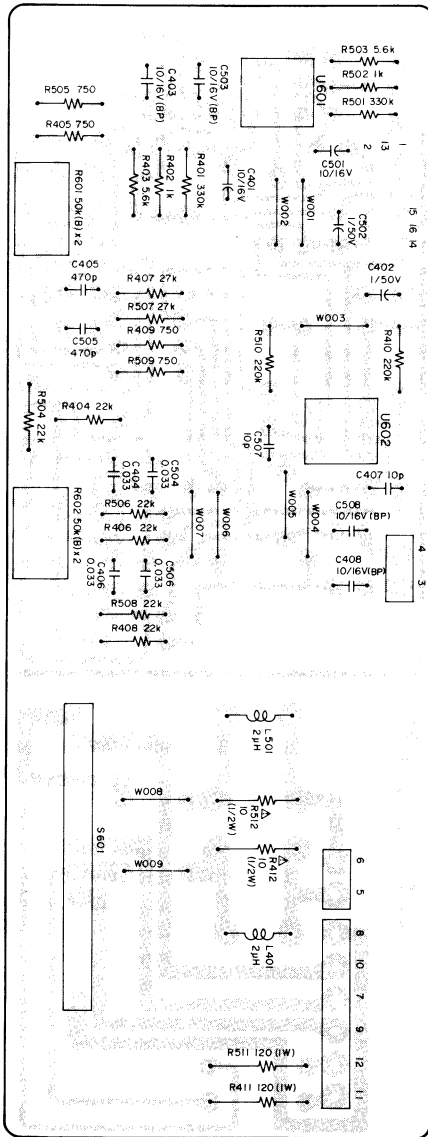 R503 5.6k
R502 1k
R501 330k
U601
C503
10/16V(BP)
C403
10/16V(BP)
R505 750
R405 750
1
13
2
C501
10/16V
C401
10/16V
R401 330k
R402 1k
R403 5.6k
R601 50k(B)x2
W001
W002
C502
1/50V
15
16
14
C405
470p
R407 27k
R507 27k
R409 750
R509 750
C505
470p
C402
1/50V
W003
R510 220k
R410 220k
R504 22k
R404 22k
U602
C507
10p
C407 10p
C404
0.033
C504
0.033
R506 22k
R406 22k
R602 50k(B)x2
W007
W006
W005
W004
C508
10/16V(BP)
C408
10/16V(BP)
4
3
C406
0.033
C506
0.033
R508 22k
R408 22k
L501
2µH
W008
R512
10
(1/2W)
S601
W009
R412
10
(1/2W)
6
5
L401
2µH
8
10
7
9
12
11
R511 120(1W)
R411 120(1W)